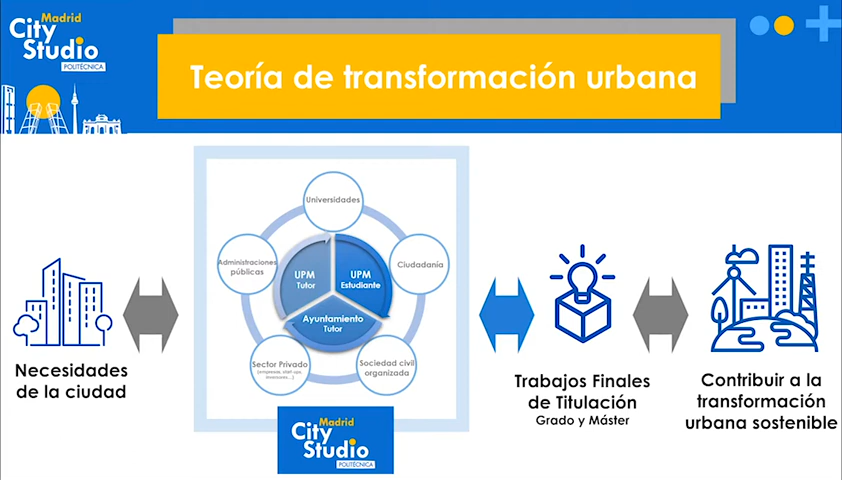 Madrid
City
Studio
POLITÉCNICA
Teoría de transformación urbana
Universidades
Administraciones
públicas
Ciudadanía
UPM
Tutor
UPM
Estudiante
Ayuntamiento
Tutor
Sector Privado
Sociedad civil
organizada
Necesidades
de la ciudad
Trabajos Finales
de Titulación
Grado y Máster
Contribuir a la
transformación
urbana sostenible
Madrid
City
Studio
POLITÉCNICA